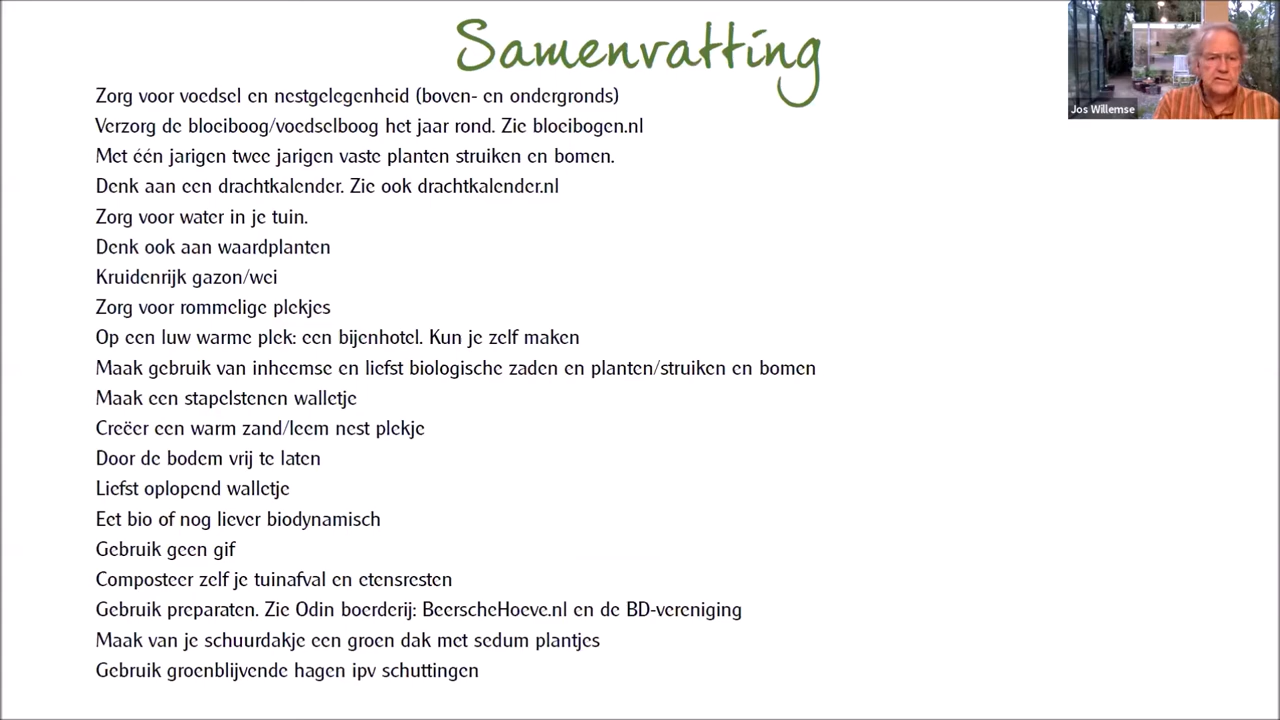 Samenvatting
Jos Willemse
Zorg voor voedsel en nestgelegenheid (boven- en ondergronds)
Verzorg de bloeiboog/voedselboog het jaar rond. Zie bloeibogen.nl
Met één jarigen twee jarigen vaste planten struiken en bomen.
Denk aan een drachtkalender. Zie ook drachtkalender.nl
Zorg voor water in je tuin.
Denk ook aan waardplanten
Kruidenrijk gazon/wei
Zorg voor rommelige plekjes
Op een luw warme plek: een bijenhotel. Kun je zelf maken
Maak gebruik van inheemse en liefst biologische zaden en planten/struiken en bomen
Maak een stapelstenen walletje
Creëer een warm zand/leem nest plekje
Door de bodem vrij te laten
Liefst oplopend walletje
Eet bio of nog liever biodynamisch
Gebruik geen gif
Composteer zelf je tuinafval en etensresten
Gebruik preparaten. Zie Odin boerderij: BeerscheHoeve.nl en de BD-vereniging
Maak van je schuurdakje een groen dak met sedum plantjes
Gebruik groenblijvende hagen ipv schuttingen